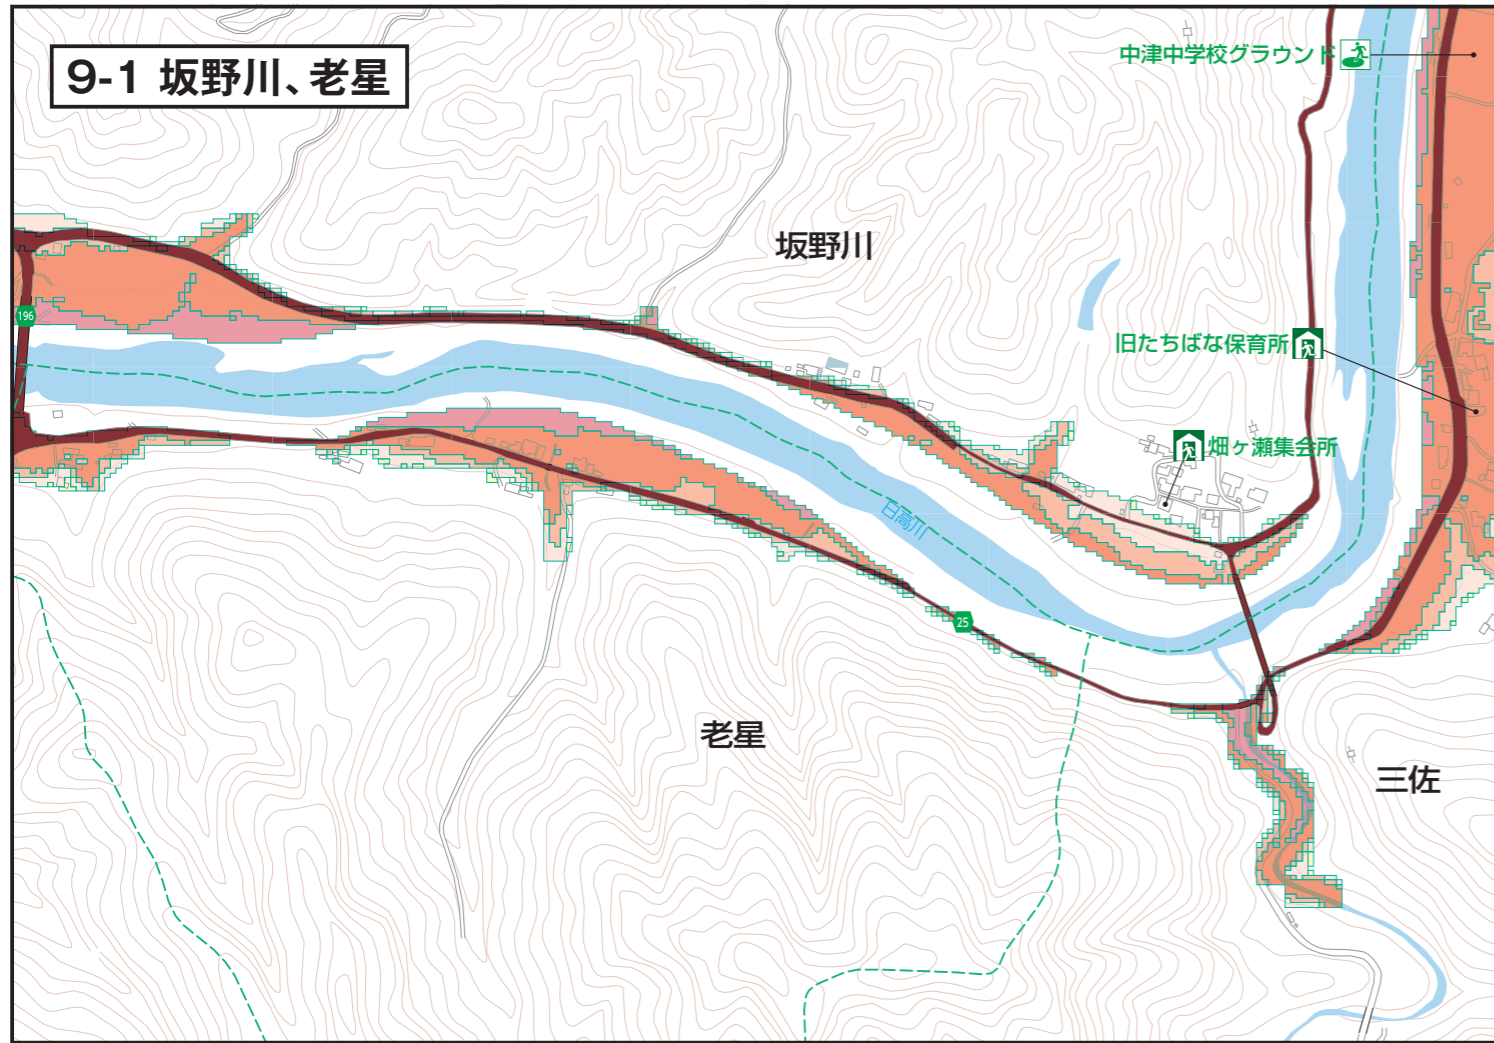 9-1 坂野川、老星
中津中学校グラウンド
坂野川
196
旧たちばな保育所
畑ヶ瀬集会所
日高川
25
老星
三佐